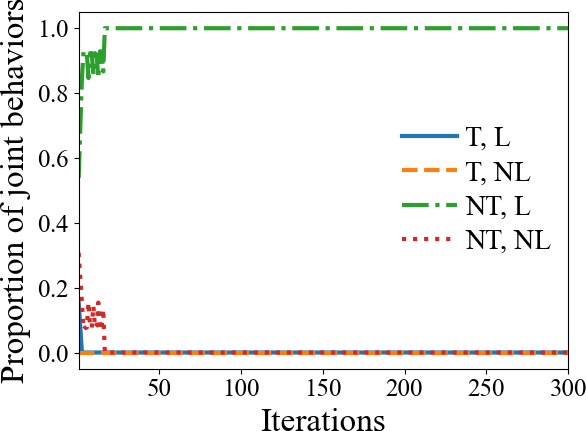 Proportion of joint behaviors
1.0
0.8
0.6
0.4
0.2
0.0
T, L
T, NL
NT, L
NT, NL
50 100 150 200 250 300
Iterations